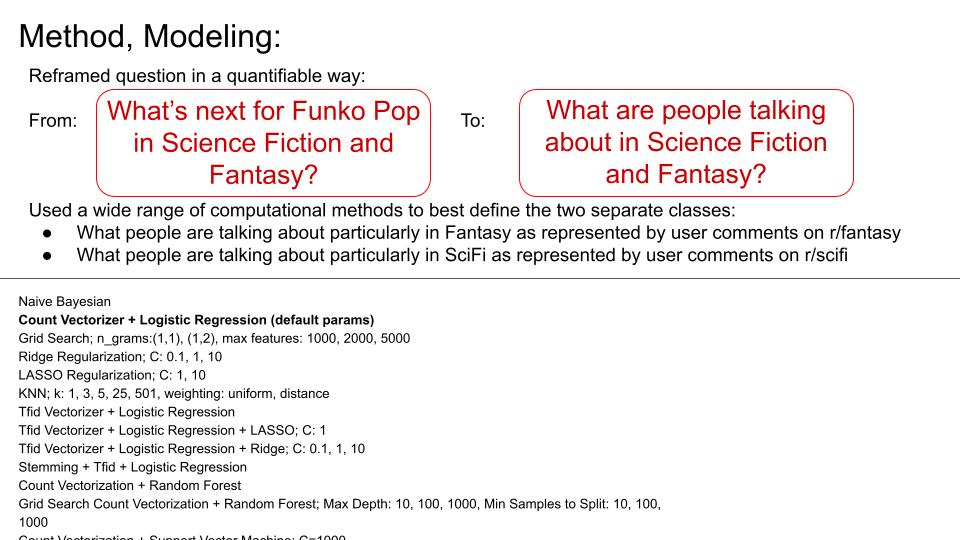 Method, Modeling:
Reframed question in a quantifiable way:
From:
What’s next for Funko Pop
in Science Fiction and
Fantasy?
To:
What are people talking
about in Science Fiction
and Fantasy?
Used a wide range of computational methods to best define the two separate classes:
● What people are talking about particularly in Fantasy as represented by user comments on r/fantasy
● What people are talking about particularly in SciFi as represented by user comments on r/scifi
Naive Bayesian
Count Vectorizer + Logistic Regression (default params)
Grid Search; n_grams:(1,1), (1,2), max features: 1000, 2000, 5000
Ridge Regularization; C: 0.1, 1, 10
LASSO Regularization; C: 1, 10
KNN; k: 1, 3, 5, 25, 501, weighting: uniform, distance
Tfid Vectorizer + Logistic Regression
Tfid Vectorizer + Logistic Regression + LASSO; C: 1
Tfid Vectorizer + Logistic Regression + Ridge; C: 0.1, 1, 10
Stemming + Tfid + Logistic Regression
Count Vectorization + Random Forest
Grid Search Count Vectorization + Random Forest; Max Depth: 10, 100, 1000, Min Samples to Split: 10, 100,
1000
Count Vectorization + Support Vector Machine; C=1000